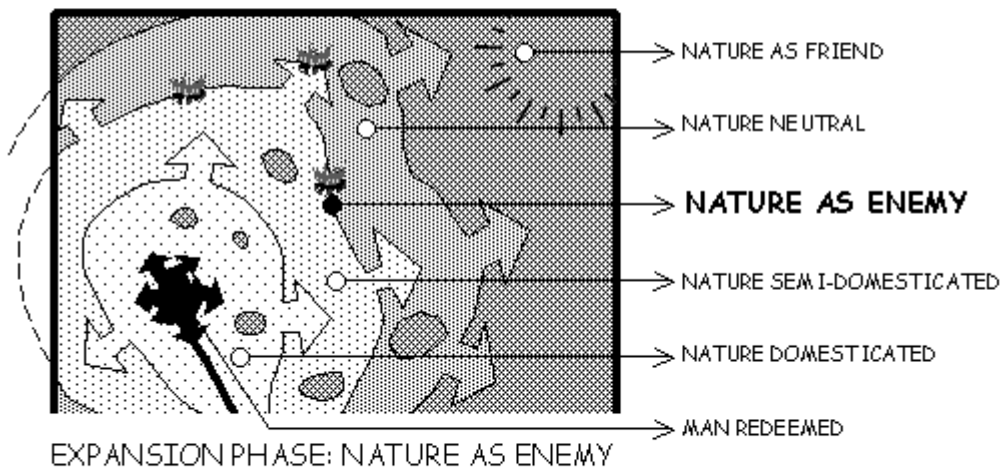 NATURE AS FRIEND
NATURE NEUTRAL
NATURE AS ENEMY
NATURE SEMI-DOMESTICATED
NATURE DOMESTICATED
MAN REDEEMED
EXPANSION PHASE: NATURE AS ENEMY